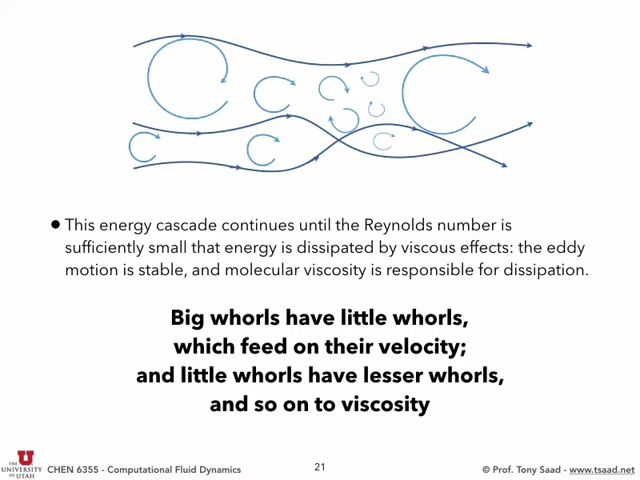 ● This energy cascade continues until the Reynolds number is
sufficiently small that energy is dissipated by viscous effects: the eddy
motion is stable, and molecular viscosity is responsible for dissipation.
Big whorls have little whorls,
which feed on their velocity;
and little whorls have lesser whorls,
and so on to viscosity
THE
UNIVERSITY
OF UTAH
CHEN 6355 - Computational Fluid Dynamics
21
© Prof. Tony Saad - www.tsaad.net